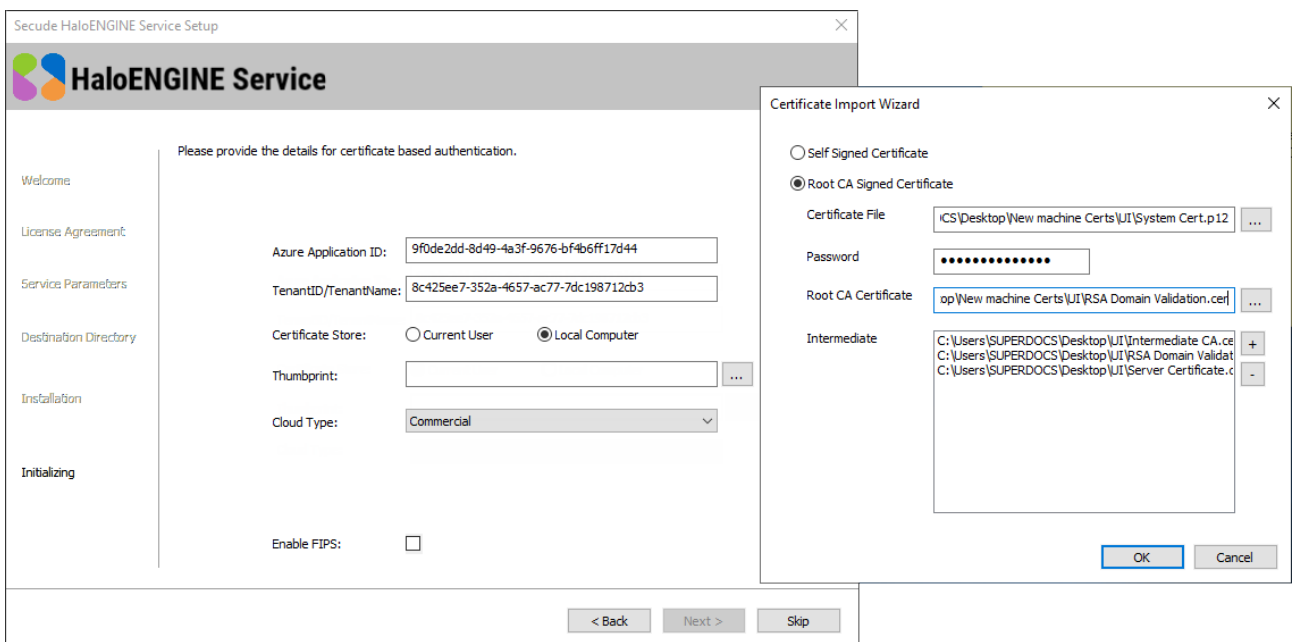 Secude HaloENGINE Service Setup
HaloENGINE Service
Please provide the details for certificate based authentication.
Welcome
License Agreement
Service Parameters
Destination Directory
Installation
Initializing
Azure Application ID: 9f0de2dd-8d49-4a3f-9676-bf4b6ff17d44
TenantID/TenantName: 8c425ee7-352a-4657-ac77-7dc198712cb3
Certificate Store: Current User Local Computer
Thumbprint: ...
Cloud Type: Commercial
Enable FIPS:
< Back Next > Skip
Certificate Import Wizard
Self Signed Certificate
Root CA Signed Certificate
Certificate File CS\Desktop\New machine Certs\UI\System Cert.p12 ...
Password ●●●●●●●●●●●●●●
Root CA Certificate op\New machine Certs\UI\RSA Domain Validation.cer ...
Intermediate
C:\Users\SUPERDOCS\Desktop\UI\Intermediate CA.ce +
C:\Users\SUPERDOCS\Desktop\UI\RSA Domain Validat
C:\Users\SUPERDOCS\Desktop\UI\Server Certificate.c -
OK Cancel